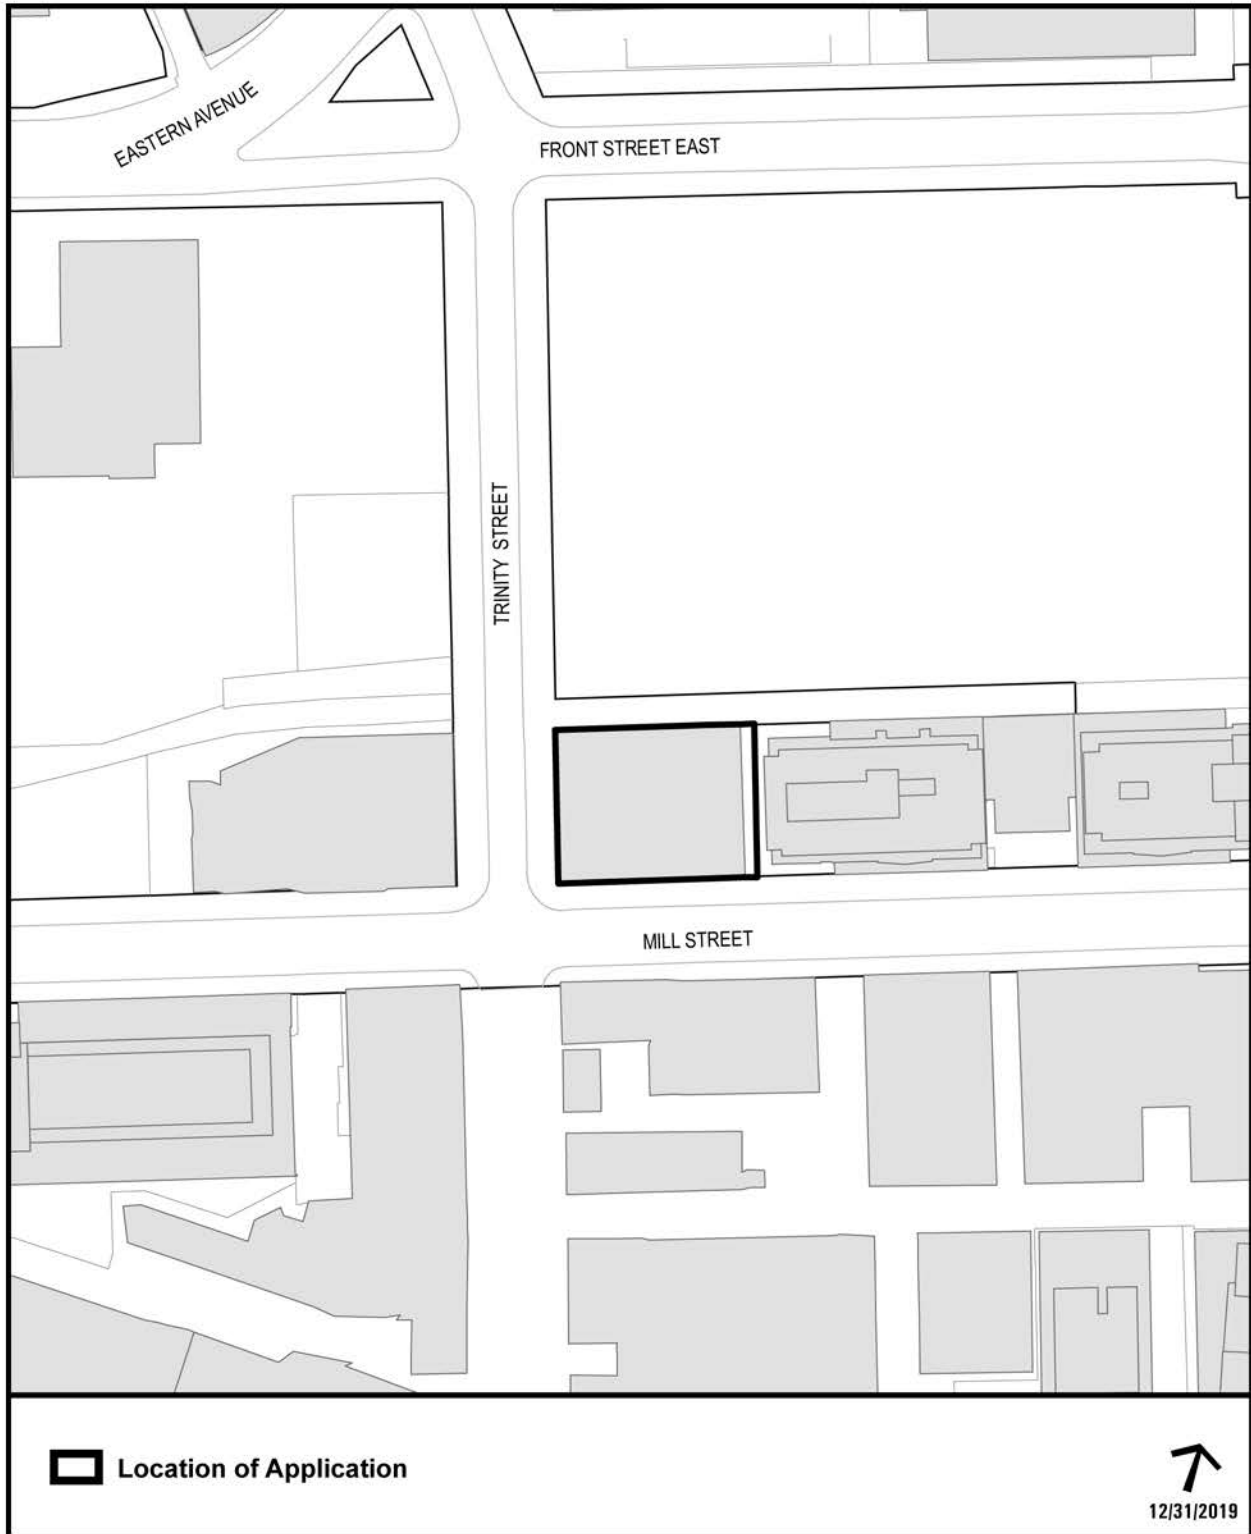 EASTERN AVENUE
FRONT STREET EAST
TRINITY STREET
MILL STREET
Location of Application
12/31/2019